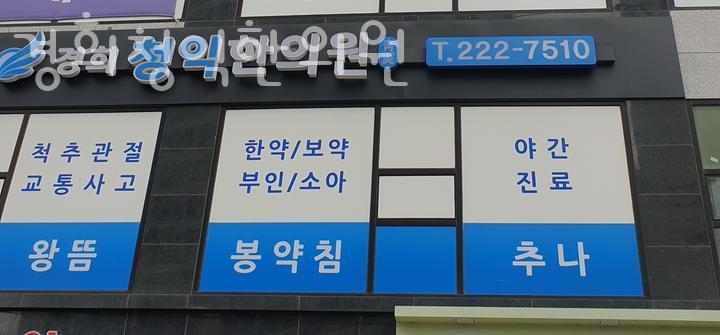 경희청익한의원
T.222-7510
척추관절
교통사고
왕뜸
한약/보약
부인/소아
봉약침
야간
진료
추나